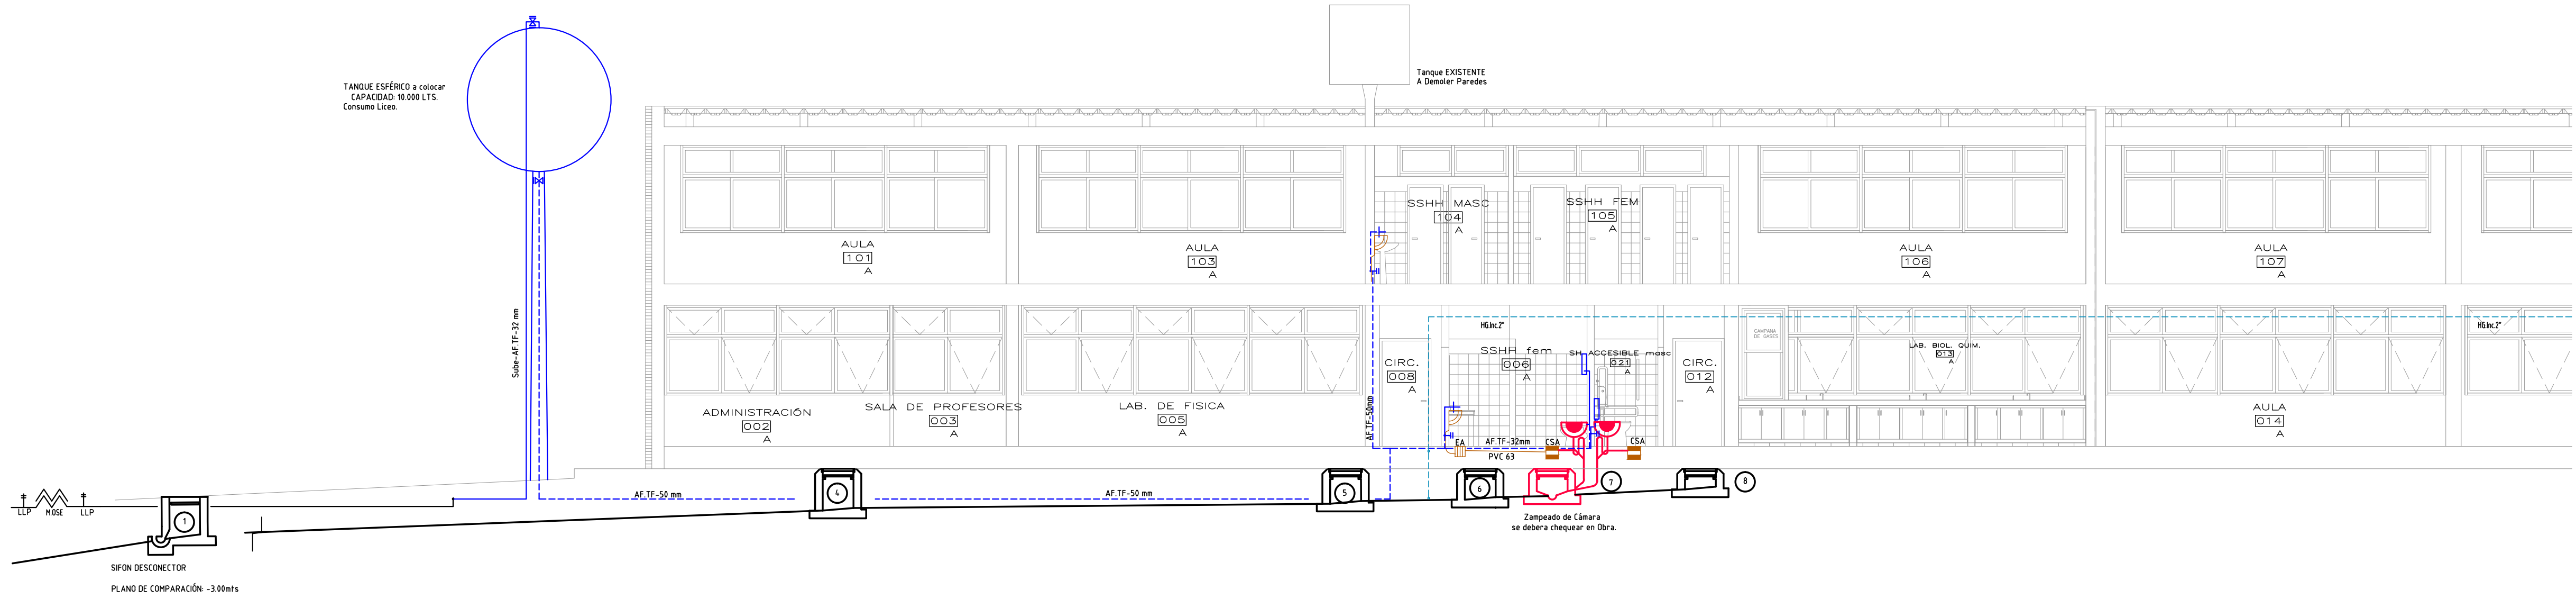 TANQUE ESFÉRICO a colocar
CAPACIDAD: 10.000 LTS.
Consumo Liceo.
Tanque EXISTENTE
A Demoler Paredes
SSHH MASC
104
A
SSHH FEM
105
A
AULA
101
A
AULA
103
A
AULA
106
A
AULA
107
A
Sube-AF.TF-32 mm
HG.Inc.2"
HG.Inc.2"
CAMPANA
DE GASES
LAB. BIOL. QUIM.
013
A
SSHH fem
006
A
SH ACCESIBLE masc
021
A
CIRC.
008
A
CIRC.
012
A
ADMINISTRACIÓN
002
A
SALA DE PROFESORES
003
A
LAB. DE FISICA
005
A
AULA
014
A
AF.TF-50mm
EA
AF.TF-32mm
CSA
CSA
PVC 63
AF.TF-50 mm
AF.TF-50 mm
4
5
6
7
8
1
LLP
M.OSE
LLP
Zampeado de Cámara
se debera chequear en Obra.
SIFON DESCONECTOR
PLANO DE COMPARACIÓN: -3.00mts